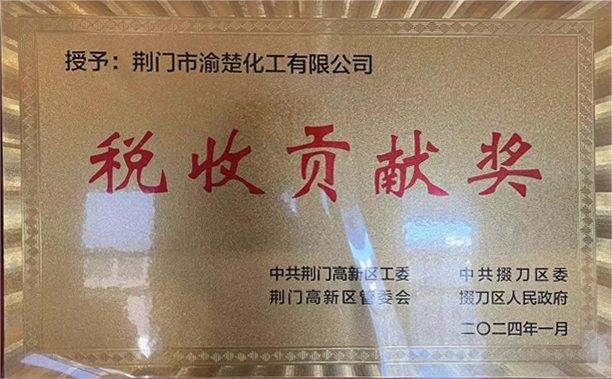 授予：荆门市渝楚化工有限公司
税收贡献奖
中共荆门高新区工委 中共掇刀区委
荆门高新区管委会 掇刀区人民政府
二〇二四年一月